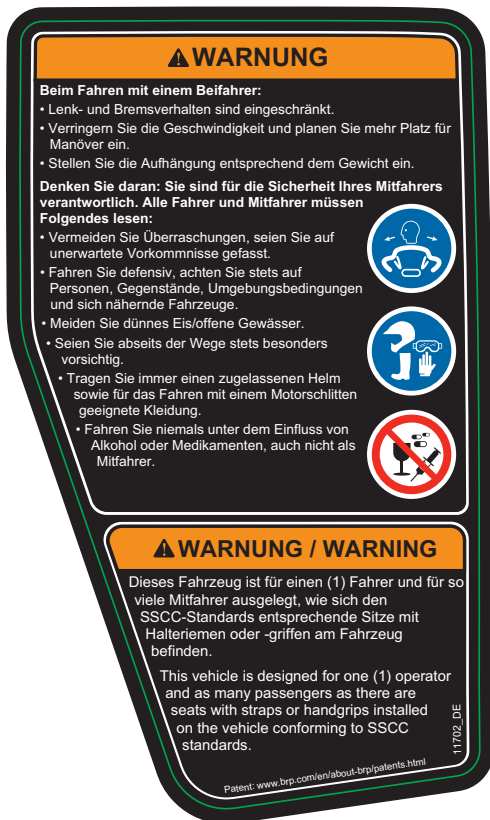 WARNUNG
Beim Fahren mit einem Beifahrer:
• Lenk- und Bremsverhalten sind eingeschränkt.
• Verringern Sie die Geschwindigkeit und planen Sie mehr Platz für
Manöver ein.
• Stellen Sie die Aufhängung entsprechend dem Gewicht ein.
Denken Sie daran: Sie sind für die Sicherheit Ihres Mitfahrers
verantwortlich. Alle Fahrer und Mitfahrer müssen
Folgendes lesen:
• Vermeiden Sie Überraschungen, seien Sie auf
unerwartete Vorkommnisse gefasst.
• Fahren Sie defensiv, achten Sie stets auf
Personen, Gegenstände, Umgebungsbedingungen
und sich nähernde Fahrzeuge.
• Meiden Sie dünnes Eis/offene Gewässer.
• Seien Sie abseits der Wege stets besonders
vorsichtig.
• Tragen Sie immer einen zugelassenen Helm
sowie für das Fahren mit einem Motorschlitten
geeignete Kleidung.
• Fahren Sie niemals unter dem Einfluss von
Alkohol oder Medikamenten, auch nicht als
Mitfahrer.
WARNUNG / WARNING
Dieses Fahrzeug ist für einen (1) Fahrer und für so
viele Mitfahrer ausgelegt, wie sich den
SSCC-Standards entsprechende Sitze mit
Halteriemen oder -griffen am Fahrzeug
befinden.
This vehicle is designed for one (1) operator
and as many passengers as there are
seats with straps or handgrips installed
on the vehicle conforming to SSCC
standards.
11702_DE
Patent: www.brp.com/en/about-brp/patents.html